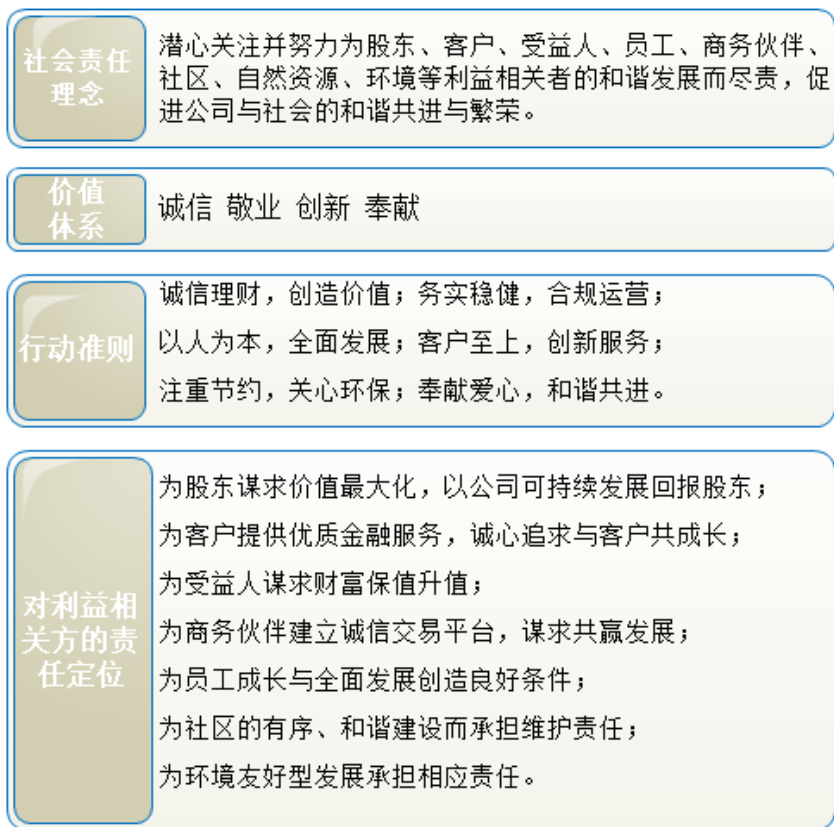 社会责任
理念
潜心关注并努力为股东、客户、受益人、员工、商务伙伴、
社区、自然资源、环境等利益相关者的和谐发展而尽责，促
进公司与社会的和谐共进与繁荣。
价值
体系
诚信 敬业 创新 奉献
行动准则
诚信理财，创造价值；务实稳健，合规运营；
以人为本，全面发展；客户至上，创新服务；
注重节约，关心环保；奉献爱心，和谐共进。
对利益相
关方的责
任定位
为股东谋求价值最大化，以公司可持续发展回报股东；
为客户提供优质金融服务，诚心追求与客户共成长；
为受益人谋求财富保值升值；
为商务伙伴建立诚信交易平台，谋求共赢发展；
为员工成长与全面发展创造良好条件；
为社区的有序、和谐建设而承担维护责任；
为环境友好型发展承担相应责任。